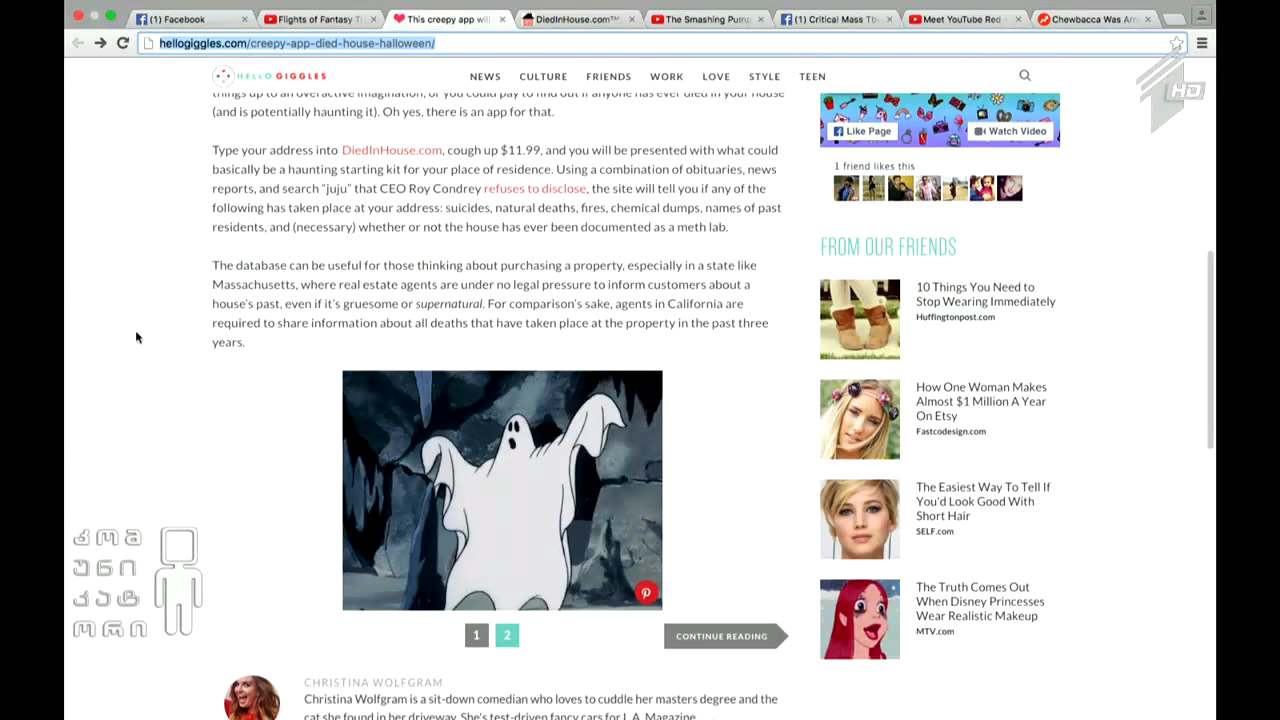 (1) Facebook
Flights of Fantasy T
This creepy app will
DiedInHouse.com™
The Smashing Pump
(1) Critical Mass Tb
Meet YouTube Red
Chewbacca Was Arr
hellogiggles.com/creepy-app-died-house-halloween/
HELLO GIGGLES
NEWS CULTURE FRIENDS WORK LOVE STYLE TEEN
HD
things up to an overactive imagination, or you could pay to find out if anyone has ever died in your house
(and is potentially haunting it). Oh yes, there is an app for that.
Type your address into DiedInHouse.com, cough up $11.99, and you will be presented with what could
basically be a haunting starting kit for your place of residence. Using a combination of obituaries, news
reports, and search "juju" that CEO Roy Condrey refuses to disclose, the site will tell you if any of the
following has taken place at your address: suicides, natural deaths, fires, chemical dumps, names of past
residents, and (necessary) whether or not the house has ever been documented as a meth lab.
The database can be useful for those thinking about purchasing a property, especially in a state like
Massachusetts, where real estate agents are under no legal pressure to inform customers about a
house's past, even if it's gruesome or supernatural. For comparison's sake, agents in California are
required to share information about all deaths that have taken place at the property in the past three
years.
1 2
CONTINUE READING
CHRISTINA WOLFGRAM
Christina Wolfgram is a sit-down comedian who loves to cuddle her masters degree and the
cat she found in her driveway. She's test-driven fancy cars for L.A. Magazine,
Like Page
Watch Video
1 friend likes this
FROM OUR FRIENDS
10 Things You Need to
Stop Wearing Immediately
Huffingtonpost.com
How One Woman Makes
Almost $1 Million A Year
On Etsy
Fastcodesign.com
The Easiest Way To Tell If
You'd Look Good With
Short Hair
SELF.com
The Truth Comes Out
When Disney Princesses
Wear Realistic Makeup
MTV.com
კომ
უნი
კატ
ორი